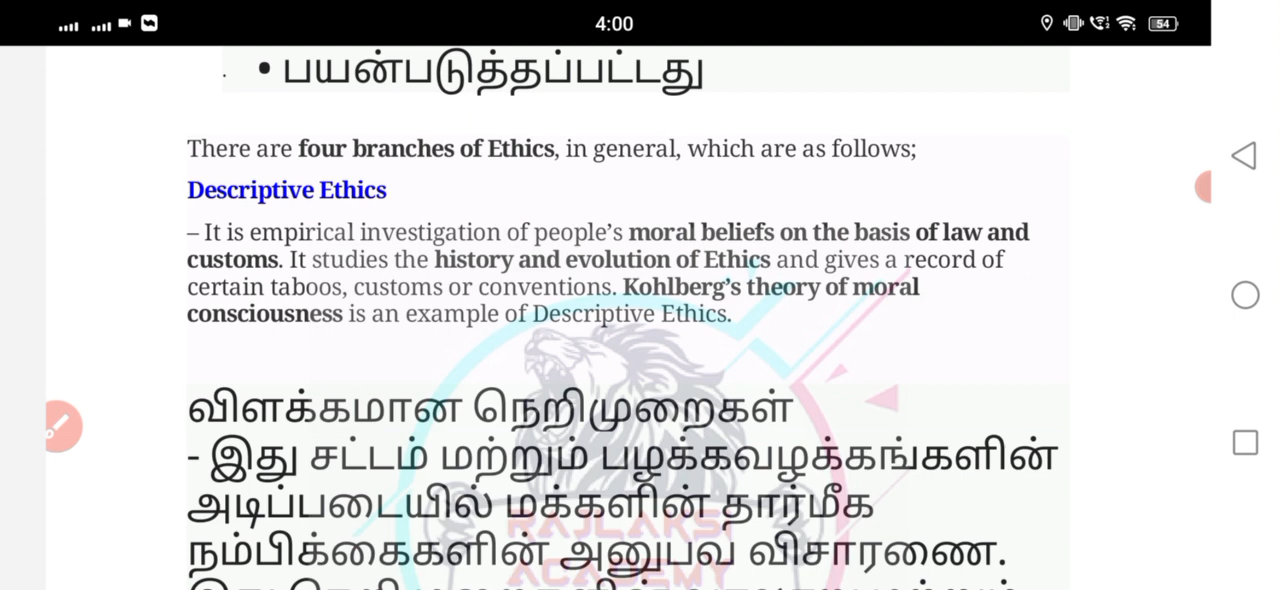 4:00
54
• பயன்படுத்தப்பட்டது
There are four branches of Ethics, in general, which are as follows;
Descriptive Ethics
– It is empirical investigation of people’s moral beliefs on the basis of law and
customs. It studies the history and evolution of Ethics and gives a record of
certain taboos, customs or conventions. Kohlberg’s theory of moral
consciousness is an example of Descriptive Ethics.
விளக்கமான நெறிமுறைகள்
- இது சட்டம் மற்றும் பழக்கவழக்கங்களின்
அடிப்படையில் மக்களின் தார்மீக
நம்பிக்கைகளின் அனுபவ விசாரணை.
RAJLAKSI
ACADEMY